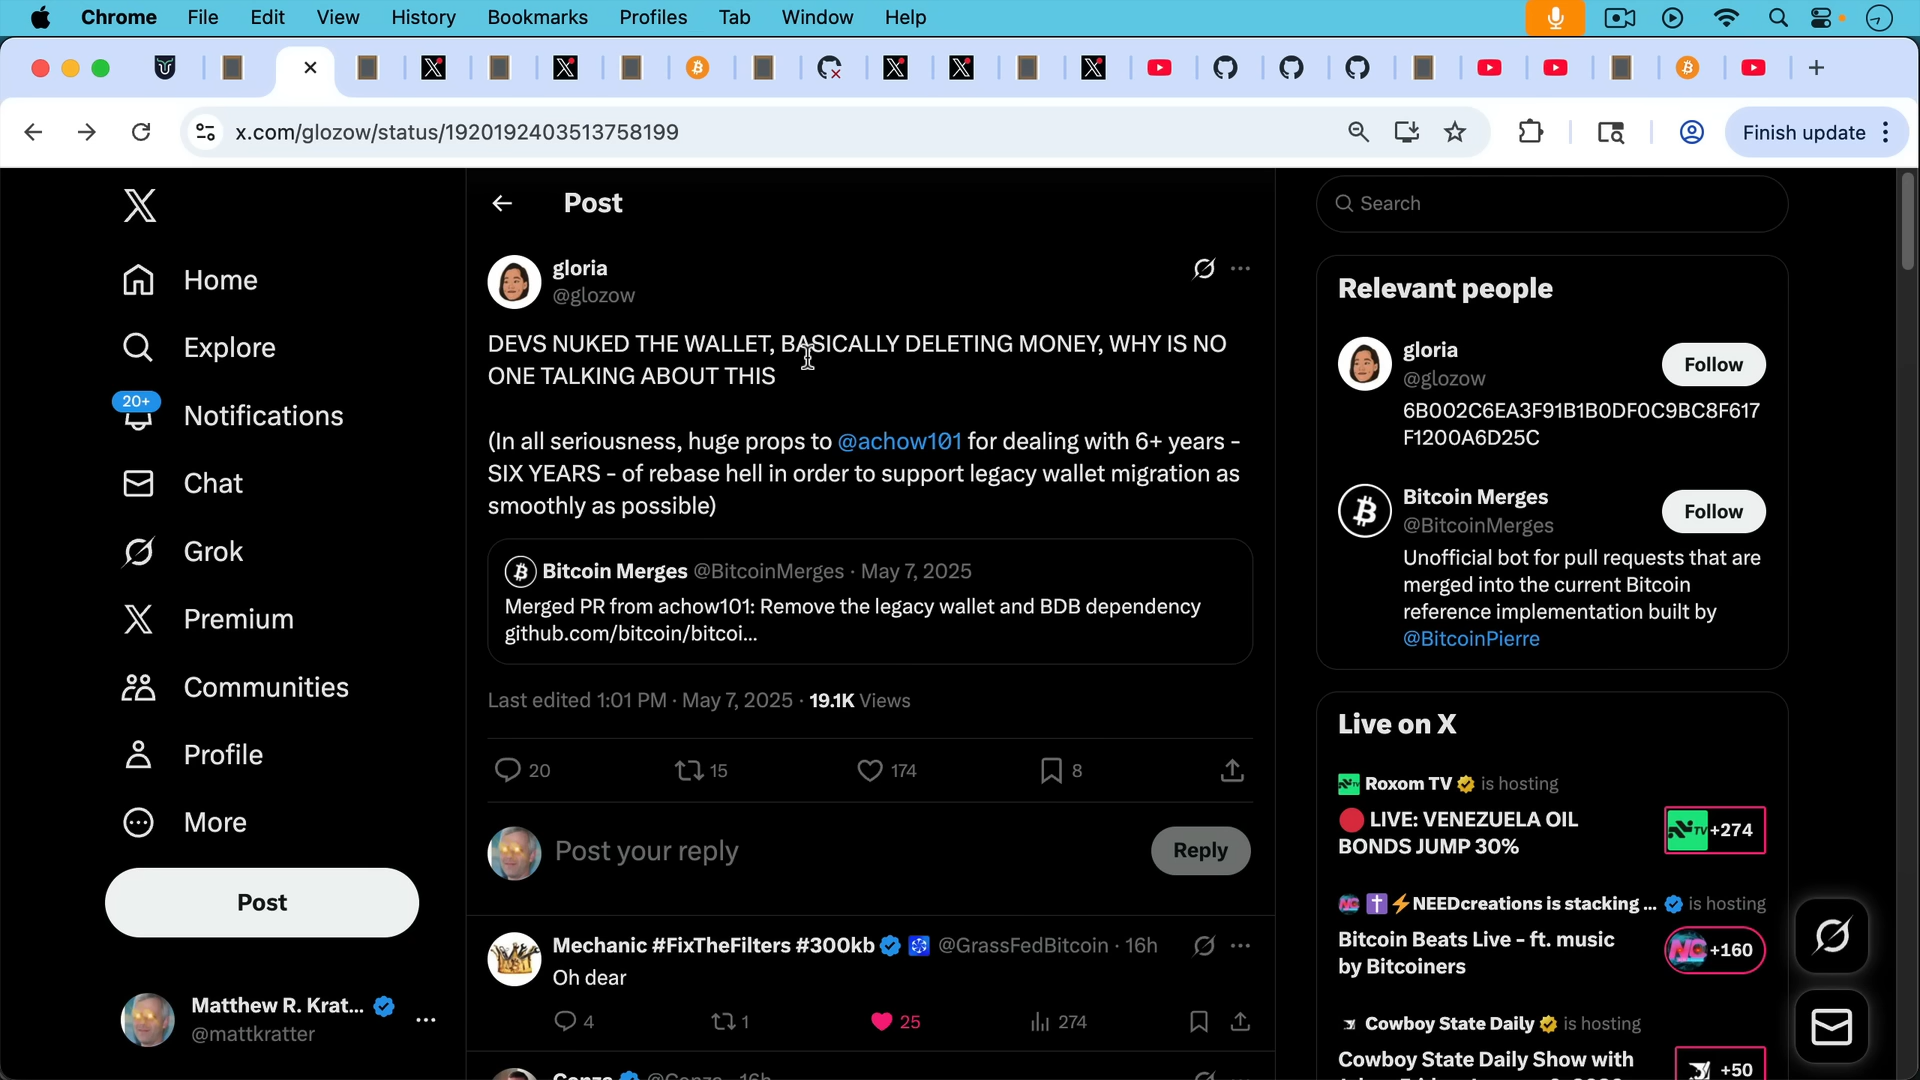 Chrome File Edit View History Bookmarks Profiles Tab Window Help
x.com/glozow/status/1920192403513758199
Finish update
Home
Explore
20+
Notifications
Chat
Grok
Premium
Communities
Profile
More
Post
Matthew R. Krat...
@mattkratter
Post
gloria
@glozow
DEVS NUKED THE WALLET, BASICALLY DELETING MONEY, WHY IS NO
ONE TALKING ABOUT THIS
(In all seriousness, huge props to @achow101 for dealing with 6+ years -
SIX YEARS - of rebase hell in order to support legacy wallet migration as
smoothly as possible)
Bitcoin Merges @BitcoinMerges · May 7, 2025
Merged PR from achow101: Remove the legacy wallet and BDB dependency
github.com/bitcoin/bitcoi...
Last edited 1:01 PM · May 7, 2025 · 19.1K Views
20 15 174 8
Post your reply
Reply
Mechanic #FixTheFilters #300kb @GrassFedBitcoin · 16h
Oh dear
4 1 25 274
Search
Relevant people
gloria
@glozow
Follow
6B002C6EA3F91B1B0DF0C9BC8F617
F1200A6D25C
Bitcoin Merges
@BitcoinMerges
Follow
Unofficial bot for pull requests that are
merged into the current Bitcoin
reference implementation built by
@BitcoinPierre
Live on X
Roxom TV is hosting
LIVE: VENEZUELA OIL
BONDS JUMP 30%
+274
NEEDcreations is stacking ... is hosting
Bitcoin Beats Live - ft. music
by Bitcoiners
+160
Cowboy State Daily is hosting
Cowboy State Daily Show with
+50